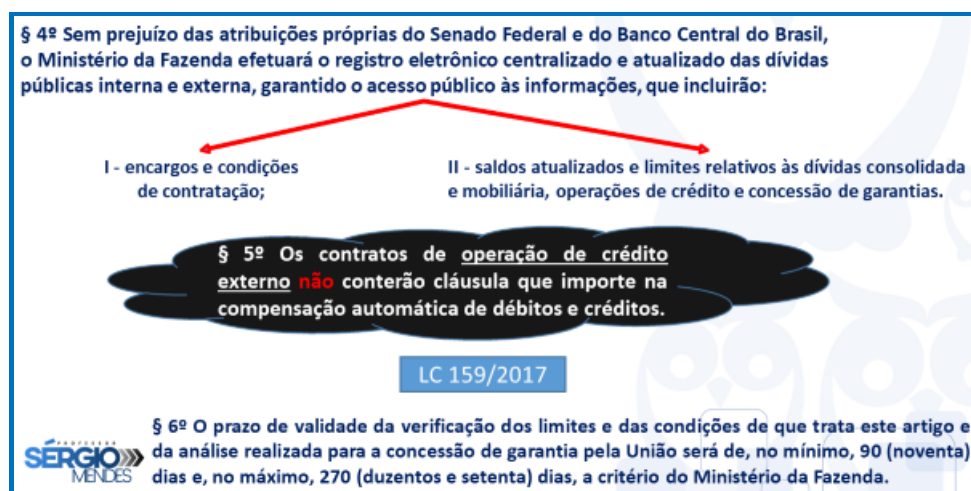 § 4º Sem prejuízo das atribuições próprias do Senado Federal e do Banco Central do Brasil,
o Ministério da Fazenda efetuará o registro eletrônico centralizado e atualizado das dívidas
públicas interna e externa, garantido o acesso público às informações, que incluirão:
I - encargos e condições
de contratação;
II - saldos atualizados e limites relativos às dívidas consolidada
e mobiliária, operações de crédito e concessão de garantias.
§ 5º Os contratos de operação de crédito
externo não conterão cláusula que importe na
compensação automática de débitos e créditos.
LC 159/2017
§ 6º O prazo de validade da verificação dos limites e das condições de que trata este artigo e
da análise realizada para a concessão de garantia pela União será de, no mínimo, 90 (noventa)
dias e, no máximo, 270 (duzentos e setenta) dias, a critério do Ministério da Fazenda.
PROFESSOR
SÉRGIO
MENDES